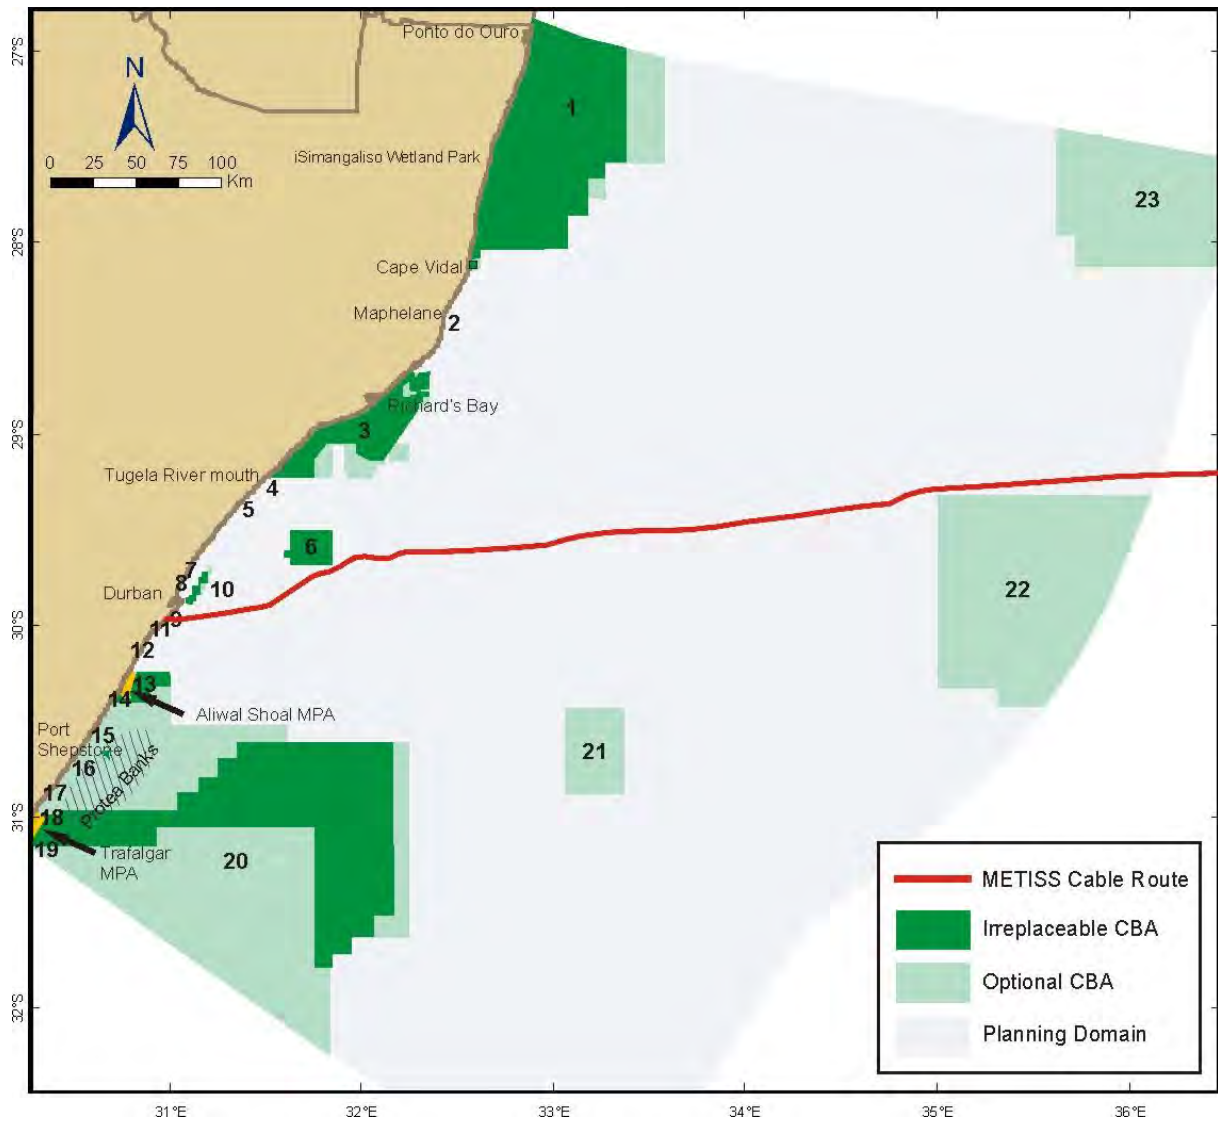 Ponto do Ouro
27°S
N
1
0 25 50 75 100
Km
iSimangaliso Wetland Park
23
28°S
Cape Vidal
Maphelane
2
Richard's Bay
3
29°S
Tugela River mouth
4
5
6
7
8
10
Durban
22
9
11
30°S
12
13
14
Aliwal Shoal MPA
Port
Shepstone
15
16
Protea Banks
21
17
18
31°S
19
Trafalgar
MPA
20
METISS Cable Route
Irreplaceable CBA
Optional CBA
Planning Domain
32°S
31°E 32°E 33°E 34°E 35°E 36°E